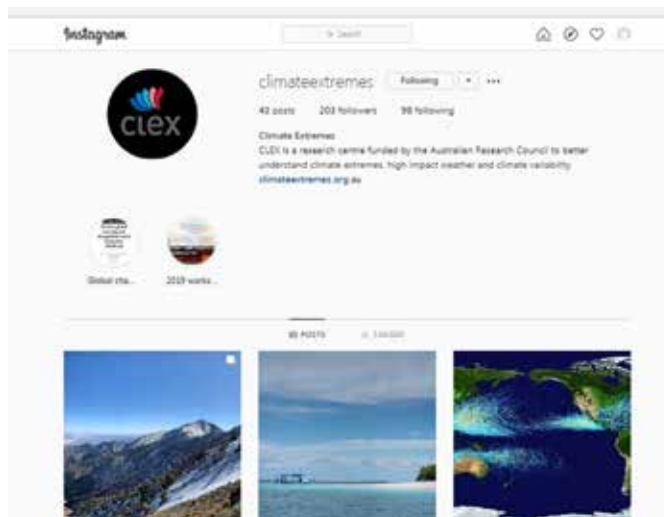 Instagram
Search
clex
climateextremes Following
posts 203 followers 98 following
Climate Extremes
CLEX is a research centre funded by the Australian Research Council to better
understand climate extremes, high impact weather and climate variability
climateextremes.org.au
Global cha... 2019 works...
POSTS TAGGED